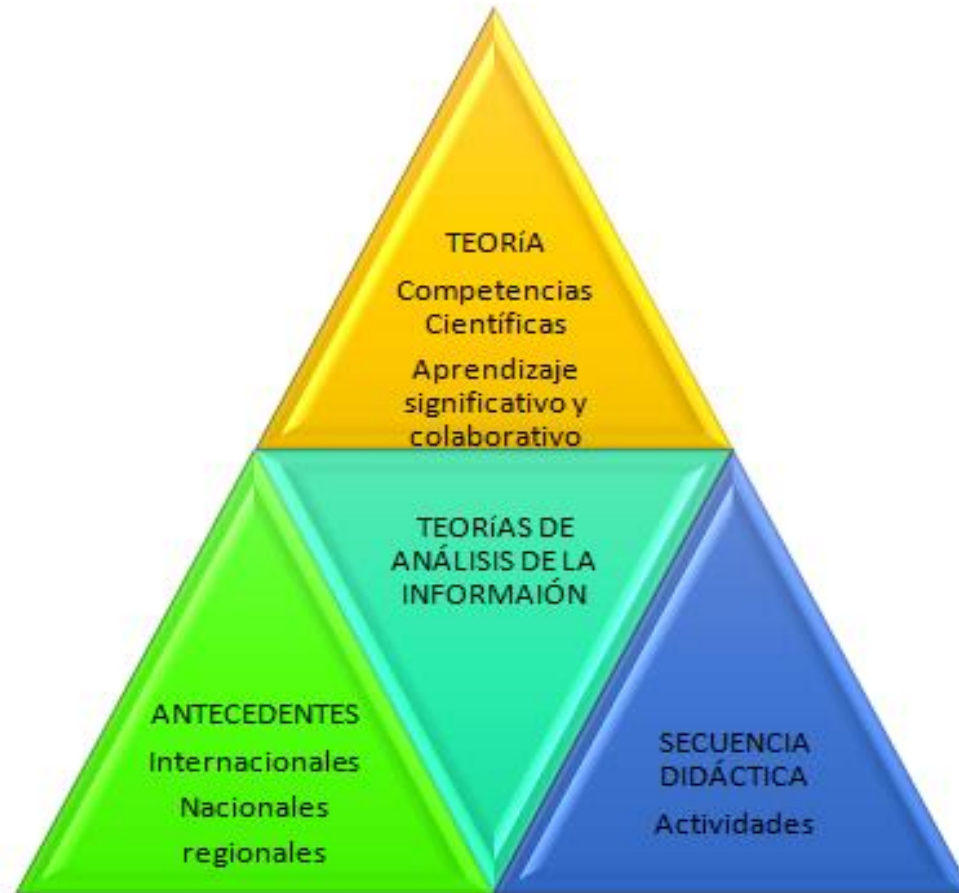 TEORíA
Competencias
Científicas
Aprendizaje
significativo y
colaborativo
TEORíAS DE
ANÁLISIS DE LA
INFORMAIÓN
ANTECEDENTES
Internacionales
Nacionales
regionales
SECUENCIA
DIDÁCTICA
Actividades